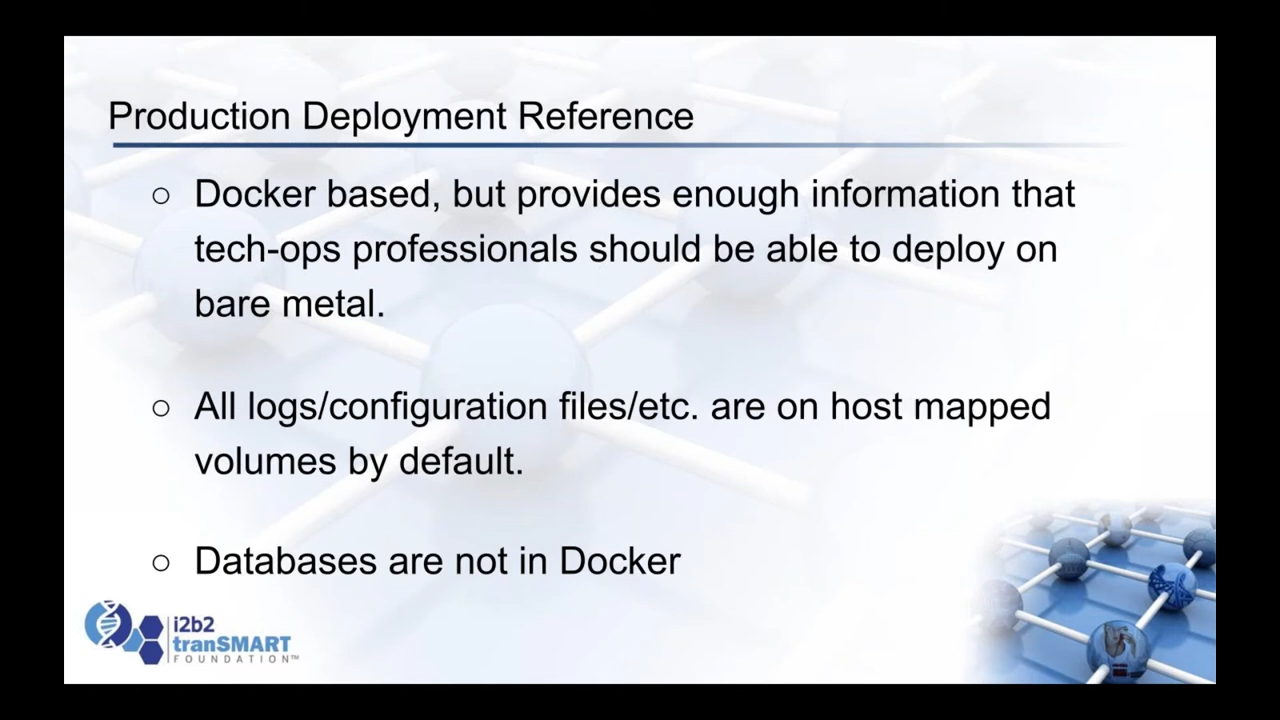 Production Deployment Reference
○ Docker based, but provides enough information that
tech-ops professionals should be able to deploy on
bare metal.
○ All logs/configuration files/etc. are on host mapped
volumes by default.
○ Databases are not in Docker
i2b2
tranSMART
FOUNDATION™